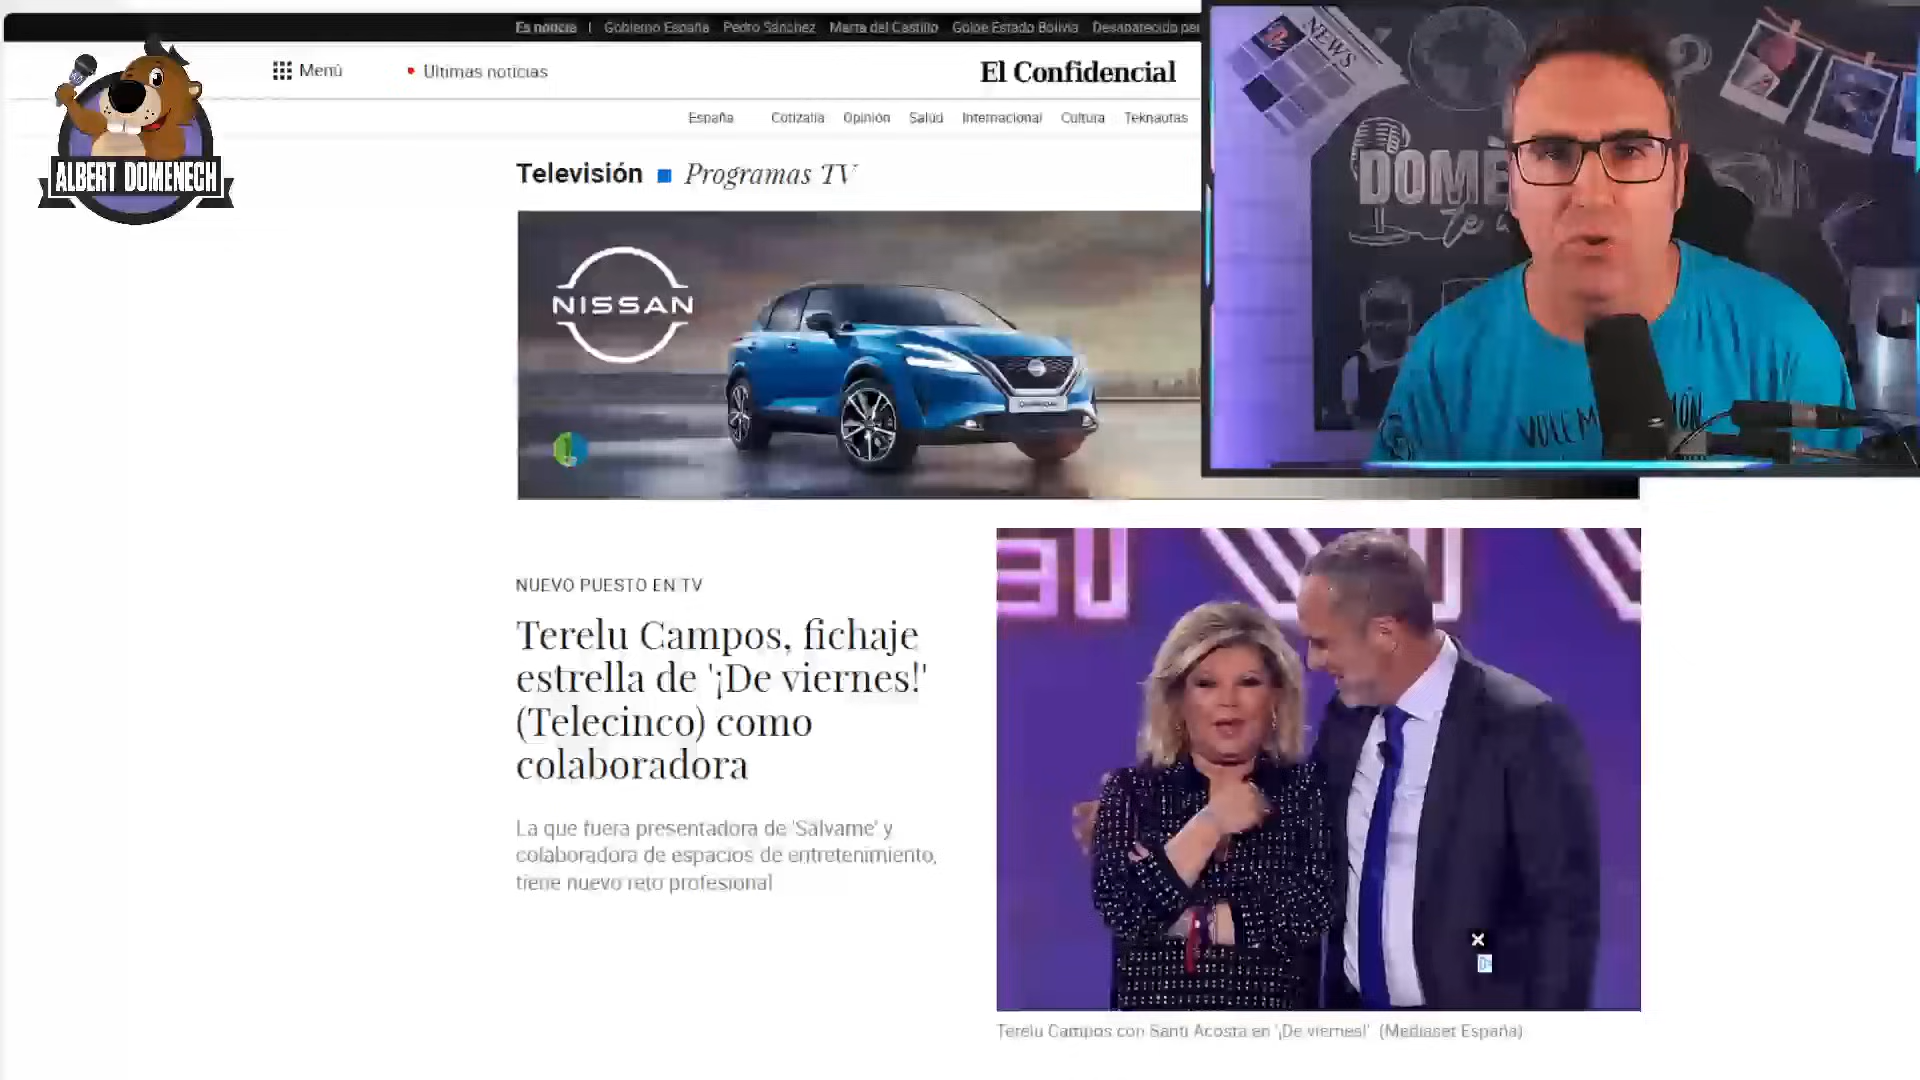 Es noticia | Gobierno España Pedro Sánchez Marta del Castillo Golpe Estado Bolivia Desaparecido
Menú
Últimas noticias
El Confidencial
España Cotizalia Opinión Salud Internacional Cultura Teknautas
ALBERT DOMENECH
Televisión Programas TV
NISSAN
NEWS
DOMÈ
te
NUEVO PUESTO EN TV
Terelu Campos, fichaje
estrella de '¡De viernes!'
(Telecinco) como
colaboradora
La que fuera presentadora de 'Sálvame' y
colaboradora de espacios de entretenimiento,
tiene nuevo reto profesional
Terelu Campos con Santi Acosta en '¡De viernes!' (Mediaset España)